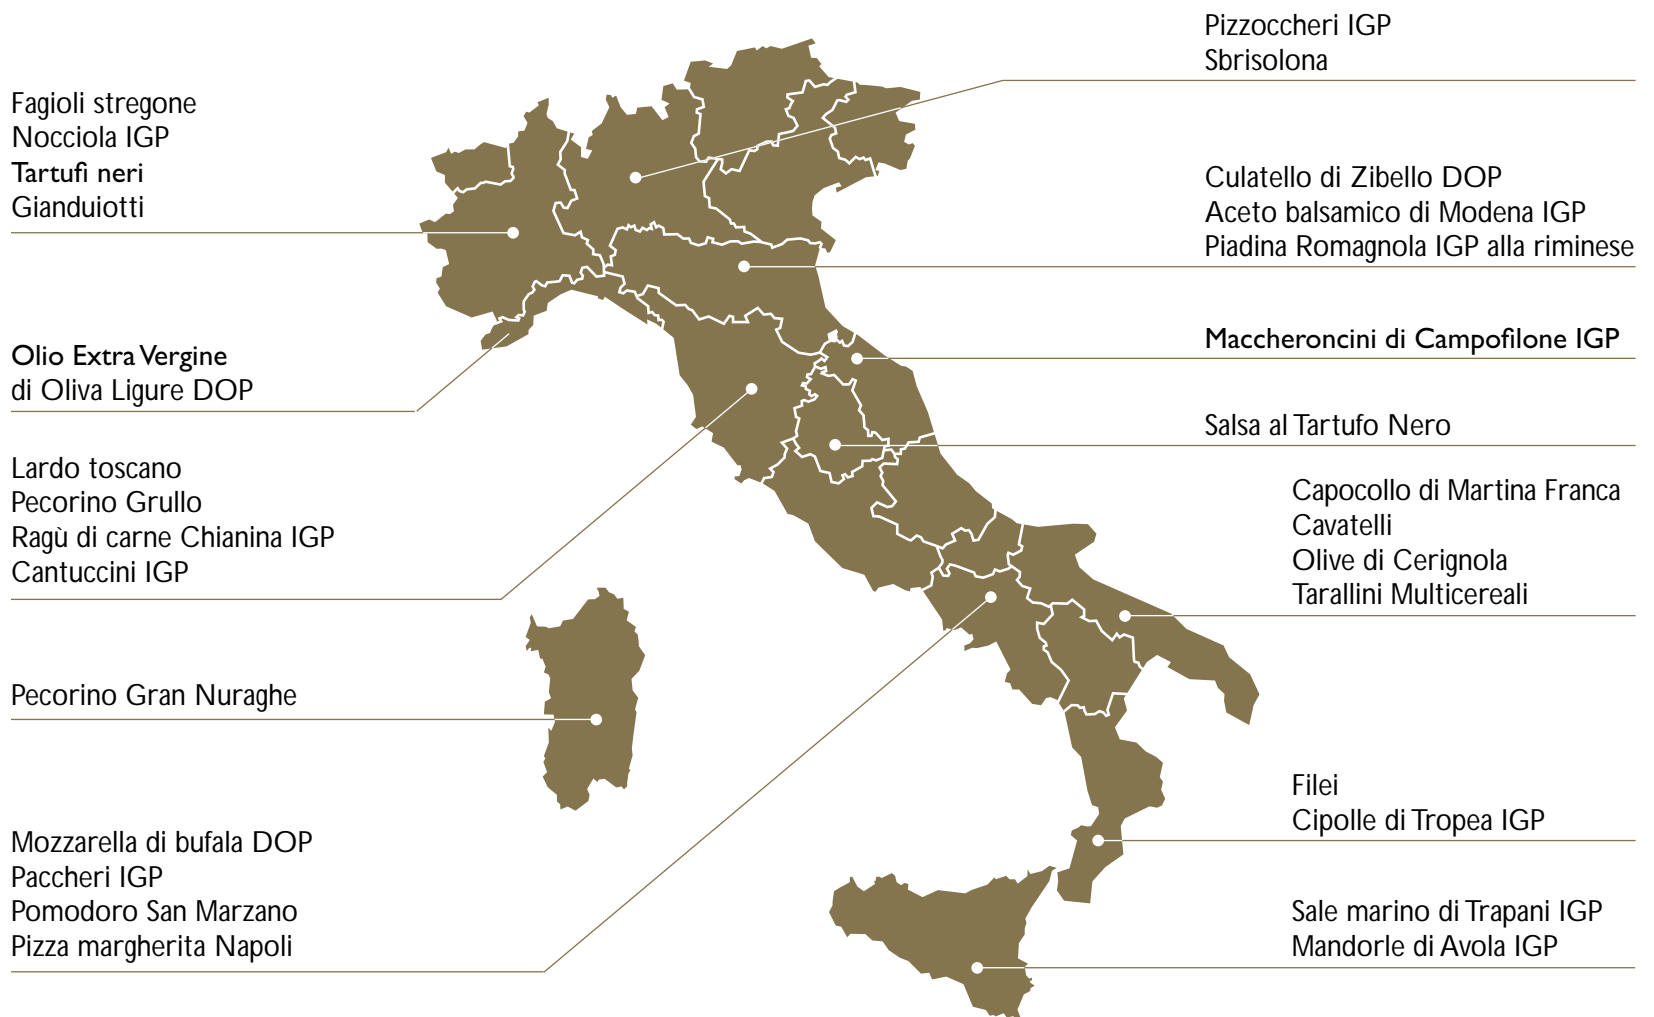 Fagioli stregone
Nocciola IGP
Tartufi neri
Gianduiotti
Olio Extra Vergine
di Oliva Ligure DOP
Lardo toscano
Pecorino Grullo
Ragù di carne Chianina IGP
Cantuccini IGP
Pecorino Gran Nuraghe
Mozzarella di bufala DOP
Paccheri IGP
Pomodoro San Marzano
Pizza margherita Napoli
Pizzoccheri IGP
Sbrisolona
Culatello di Zibello DOP
Aceto balsamico di Modena IGP
Piadina Romagnola IGP alla riminese
Maccheroncini di Campofilone IGP
Salsa al Tartufo Nero
Capocollo di Martina Franca
Cavatelli
Olive di Cerignola
Tarallini Multicereali
Filei
Cipolle di Tropea IGP
Sale marino di Trapani IGP
Mandorle di Avola IGP